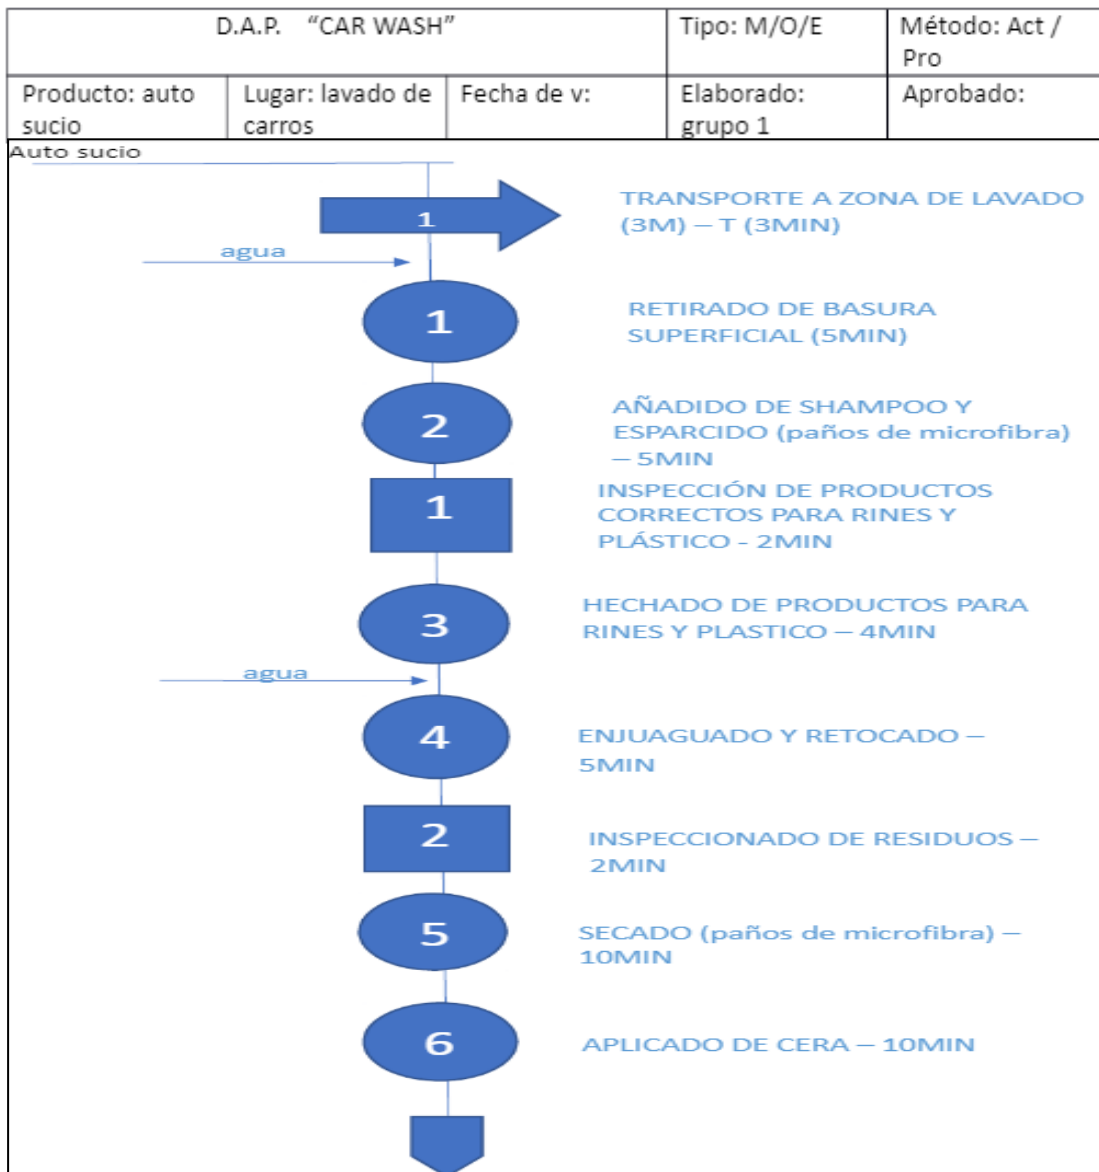 D.A.P. “CAR WASH”
Tipo: M/O/E
Método: Act /
Pro
Producto: auto
sucio
Lugar: lavado de
carros
Fecha de v:
Elaborado:
grupo 1
Aprobado:
Auto sucio
1
TRANSPORTE A ZONA DE LAVADO
(3M) – T (3MIN)
agua
1
RETIRADO DE BASURA
SUPERFICIAL (5MIN)
2
AÑADIDO DE SHAMPOO Y
ESPARCIDO (paños de microfibra)
– 5MIN
1
INSPECCIÓN DE PRODUCTOS
CORRECTOS PARA RINES Y
PLÁSTICO - 2MIN
3
HECHADO DE PRODUCTOS PARA
RINES Y PLASTICO – 4MIN
agua
4
ENJUAGUADO Y RETOCADO –
5MIN
2
INSPECCIONADO DE RESIDUOS –
2MIN
5
SECADO (paños de microfibra) –
10MIN
6
APLICADO DE CERA – 10MIN